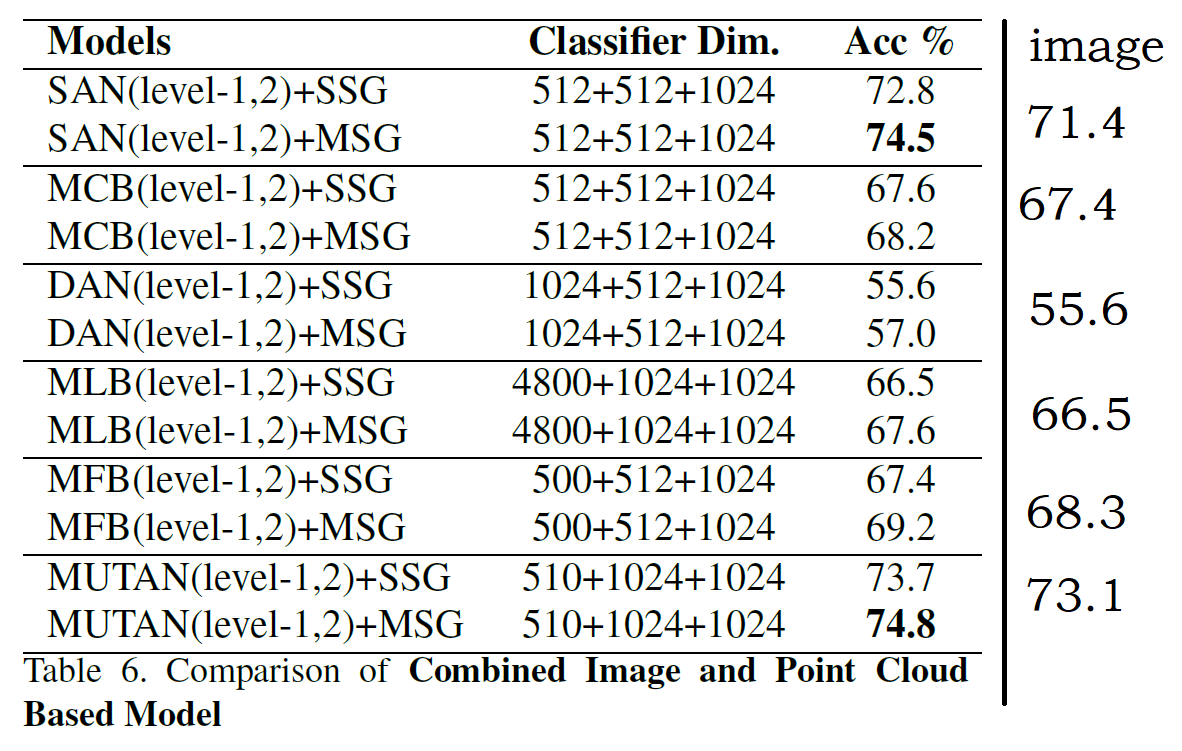 Models Classifier Dim. Acc % image
SAN(level-1,2)+SSG 512+512+1024 72.8
71.4
SAN(level-1,2)+MSG 512+512+1024 74.5
MCB(level-1,2)+SSG 512+512+1024 67.6
67.4
MCB(level-1,2)+MSG 512+512+1024 68.2
DAN(level-1,2)+SSG 1024+512+1024 55.6
55.6
DAN(level-1,2)+MSG 1024+512+1024 57.0
MLB(level-1,2)+SSG 4800+1024+1024 66.5
66.5
MLB(level-1,2)+MSG 4800+1024+1024 67.6
MFB(level-1,2)+SSG 500+512+1024 67.4
68.3
MFB(level-1,2)+MSG 500+512+1024 69.2
MUTAN(level-1,2)+SSG 510+1024+1024 73.7
73.1
MUTAN(level-1,2)+MSG 510+1024+1024 74.8
Table 6. Comparison of Combined Image and Point Cloud
Based Model